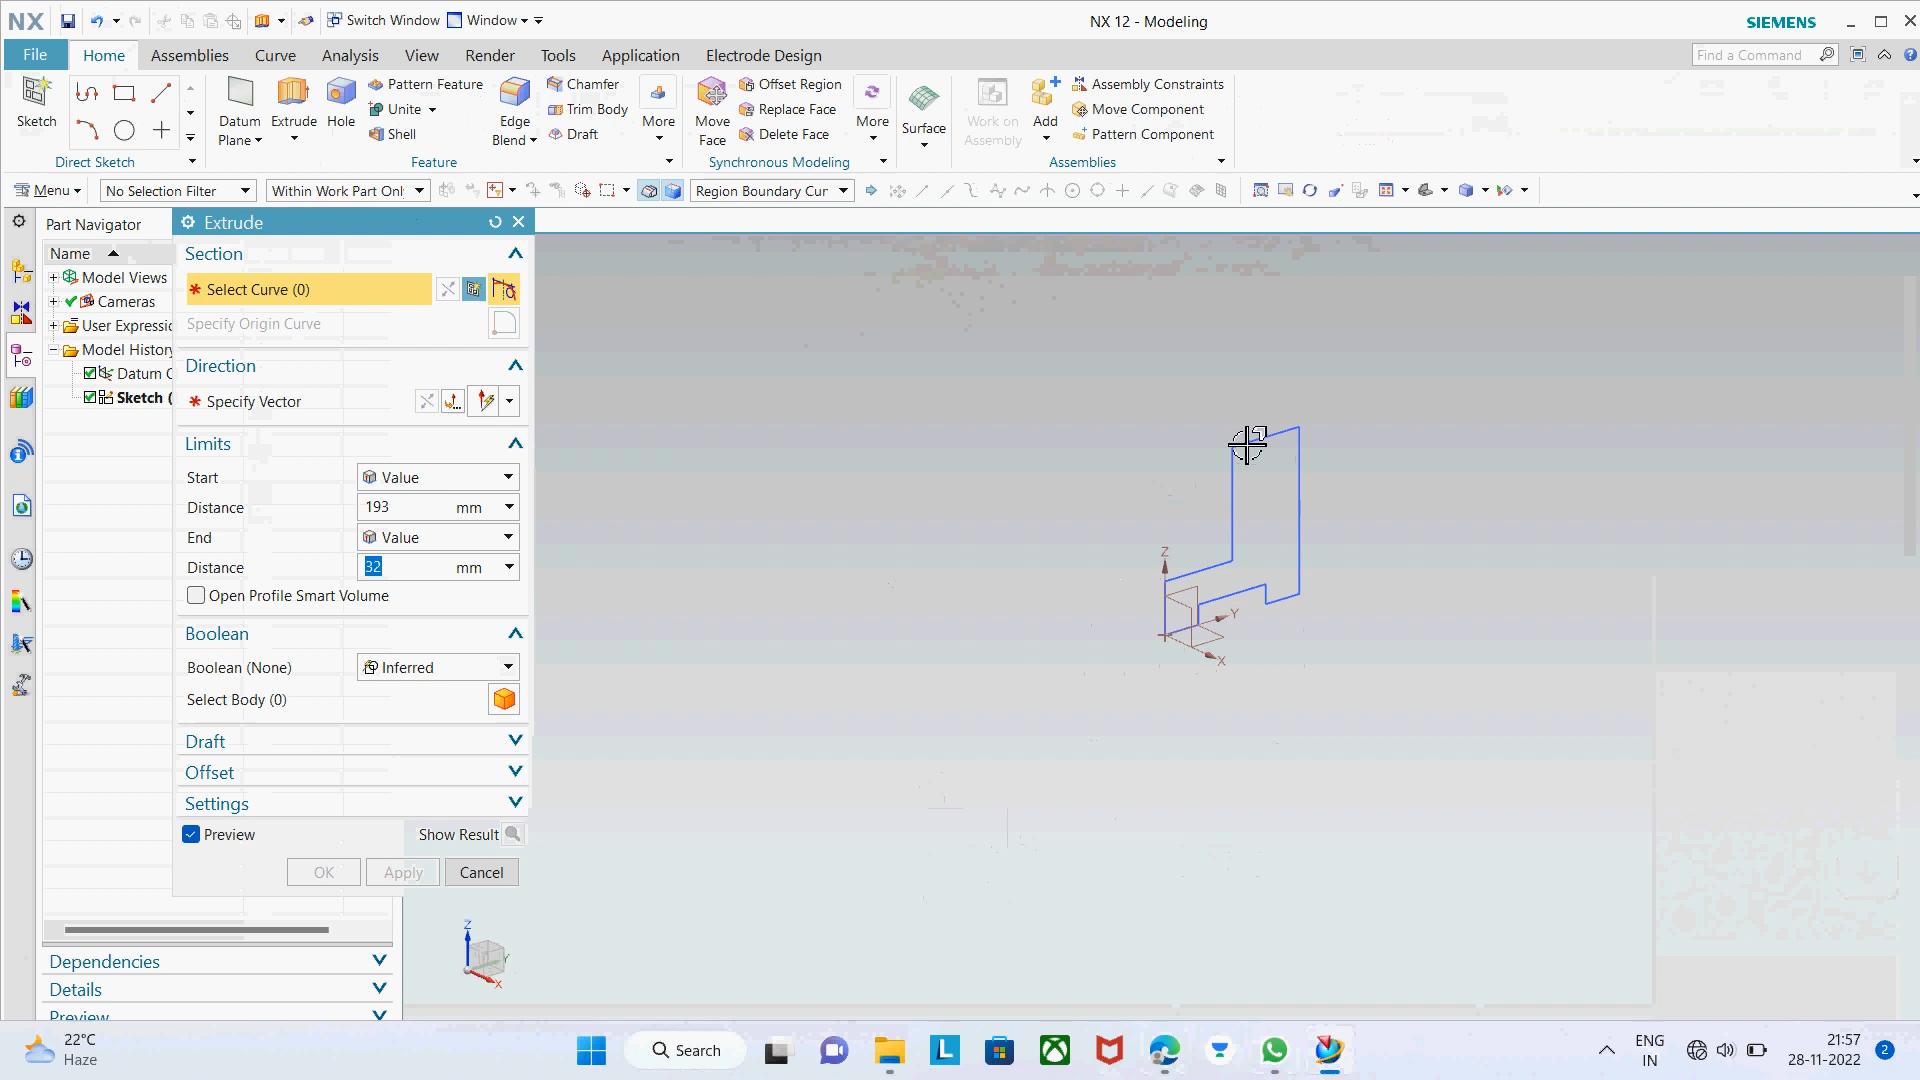 NX Switch Window Window NX 12 - Modeling SIEMENS
File Home Assemblies Curve Analysis View Render Tools Application Electrode Design Find a Command
Sketch
Direct Sketch
Datum Plane
Extrude
Hole
Pattern Feature
Unite
Shell
Edge Blend
Chamfer
Trim Body
Draft
More
Feature
Move Face
Offset Region
Replace Face
Delete Face
More
Synchronous Modeling
Surface
Work on Assembly
Add
Assembly Constraints
Move Component
Pattern Component
Assemblies
Menu No Selection Filter Within Work Part Onl Region Boundary Cur
Part Navigator
Name
Model Views
Cameras
User Expressi
Model History
Datum C
Sketch (
Extrude
Section
* Select Curve (0)
Specify Origin Curve
Direction
* Specify Vector
Limits
Start Value
Distance 193 mm
End Value
Distance 32 mm
Open Profile Smart Volume
Boolean
Boolean (None) Inferred
Select Body (0)
Draft
Offset
Settings
Preview Show Result
OK Apply Cancel
Z
Y
X
Z
Y
X
Dependencies
Details
Preview
22°C
Haze
Search
ENG
IN
21:57
28-11-2022
2